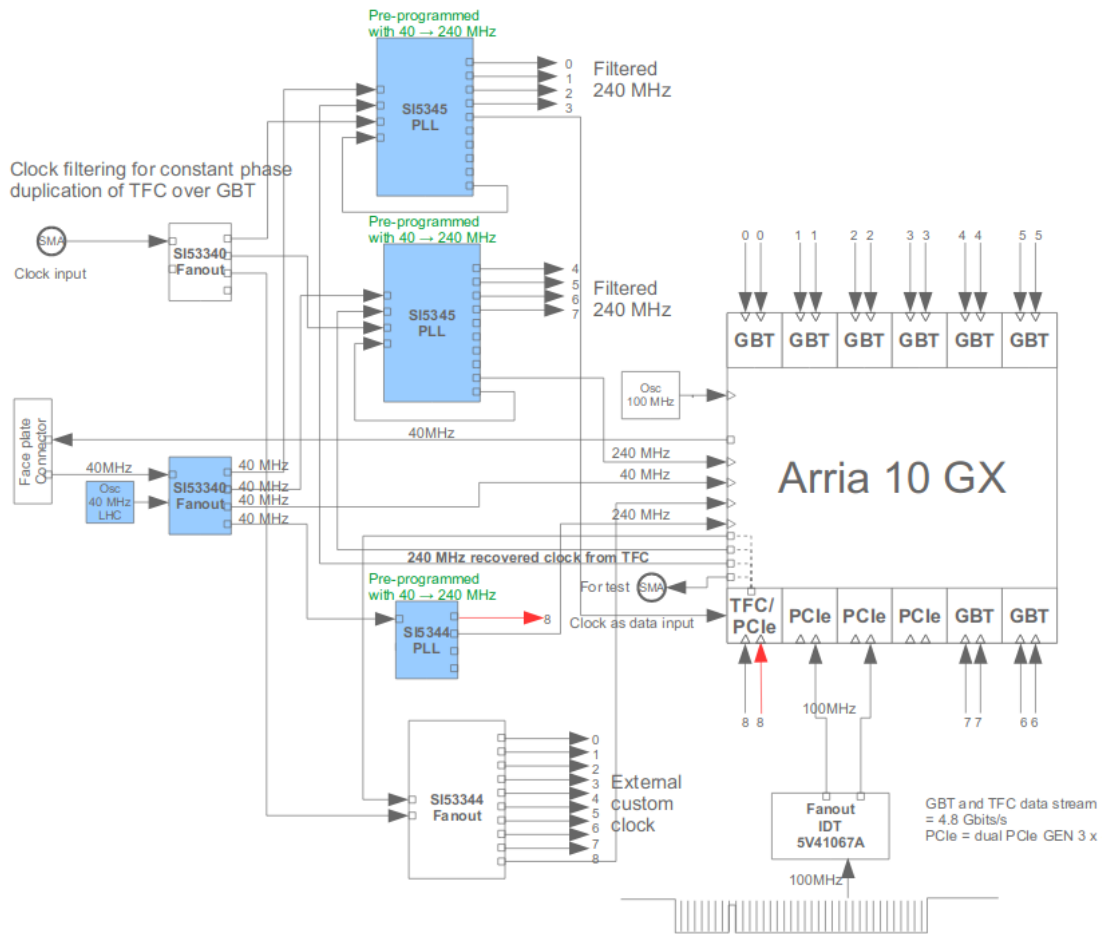 Pre-programmed
with 40 → 240 MHz
SI5345
PLL
0
1
2
3
Filtered
240 MHz
Clock filtering for constant phase
duplication of TFC over GBT
SMA
Clock input
SI53340
Fanout
Pre-programmed
with 40 → 240 MHz
SI5345
PLL
4
5
6
7
Filtered
240 MHz
0 0 1 1 2 2 3 3 4 4 5 5
GBT GBT GBT GBT GBT GBT
Osc
100 MHz
Face plate
Connector
40MHz
40MHz
Osc
40 MHz
LHC
SI53340
Fanout
40 MHz
40 MHz
40 MHz
40 MHz
240 MHz
40 MHz
240 MHz
Arria 10 GX
240 MHz recovered clock from TFC
For test
SMA
Clock as data input
Pre-programmed
with 40 → 240 MHz
SI5344
PLL
8
TFC/
PCIe
PCIe PCIe PCIe GBT GBT
8 8
7 7
6 6
100MHz
SI53344
Fanout
0
1
2
3
4
5
6
7
8
External
custom
clock
Fanout
IDT
5V41067A
100MHz
GBT and TFC data stream
= 4.8 Gbits/s
PCIe = dual PCIe GEN 3 x